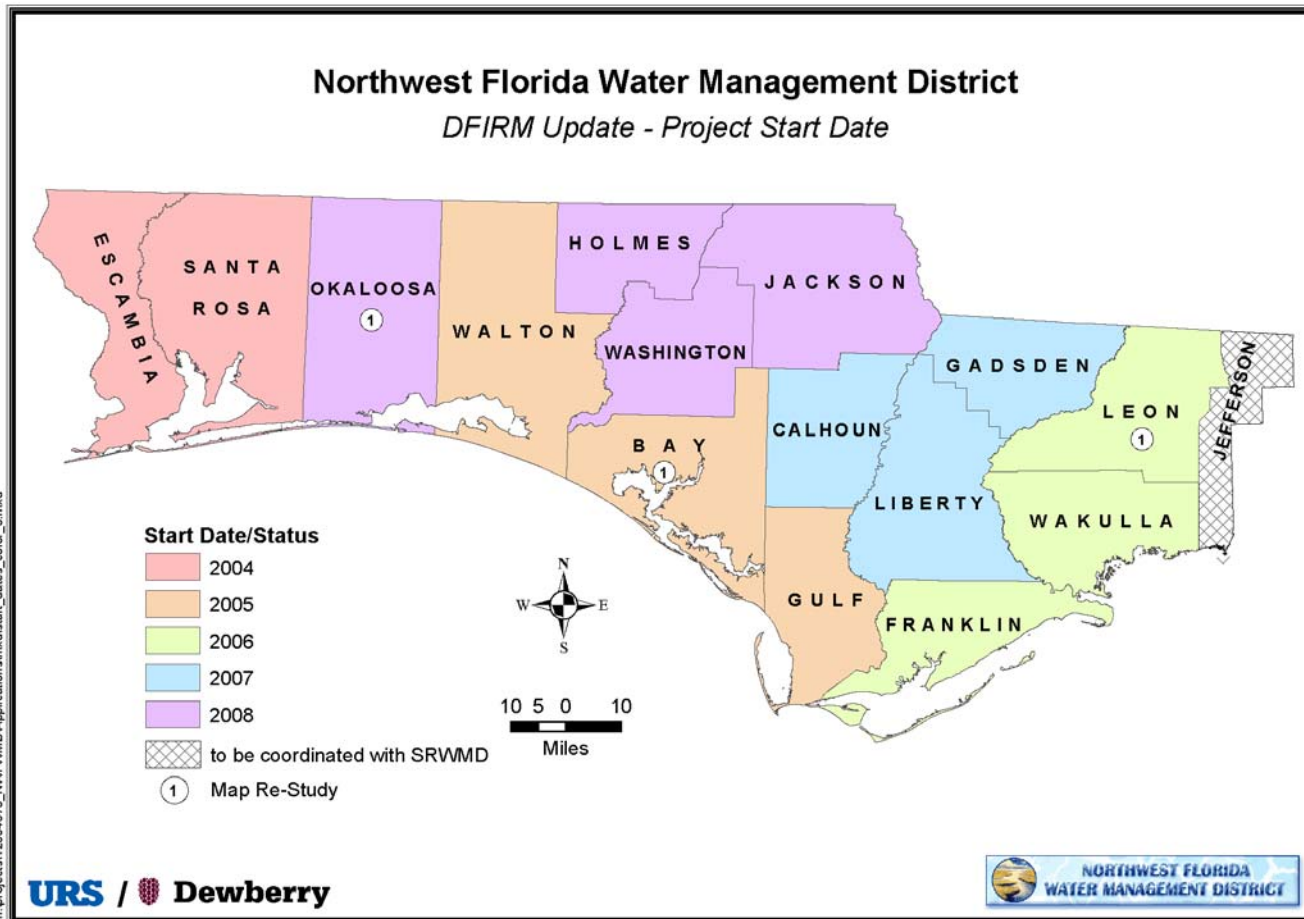 Northwest Florida Water Management District
DFIRM Update - Project Start Date
ESCAMBIA
SANTA
ROSA
OKALOOSA
1
WALTON
HOLMES
WASHINGTON
JACKSON
BAY
1
CALHOUN
GULF
GADSDEN
LIBERTY
FRANKLIN
LEON
1
WAKULLA
JEFFERSON
Start Date/Status
2004
2005
2006
2007
2008
to be coordinated with SRWMD
1 Map Re-Study
N
W E
S
10 5 0 10
Miles
URS / Dewberry
NORTHWEST FLORIDA
WATER MANAGEMENT DISTRICT